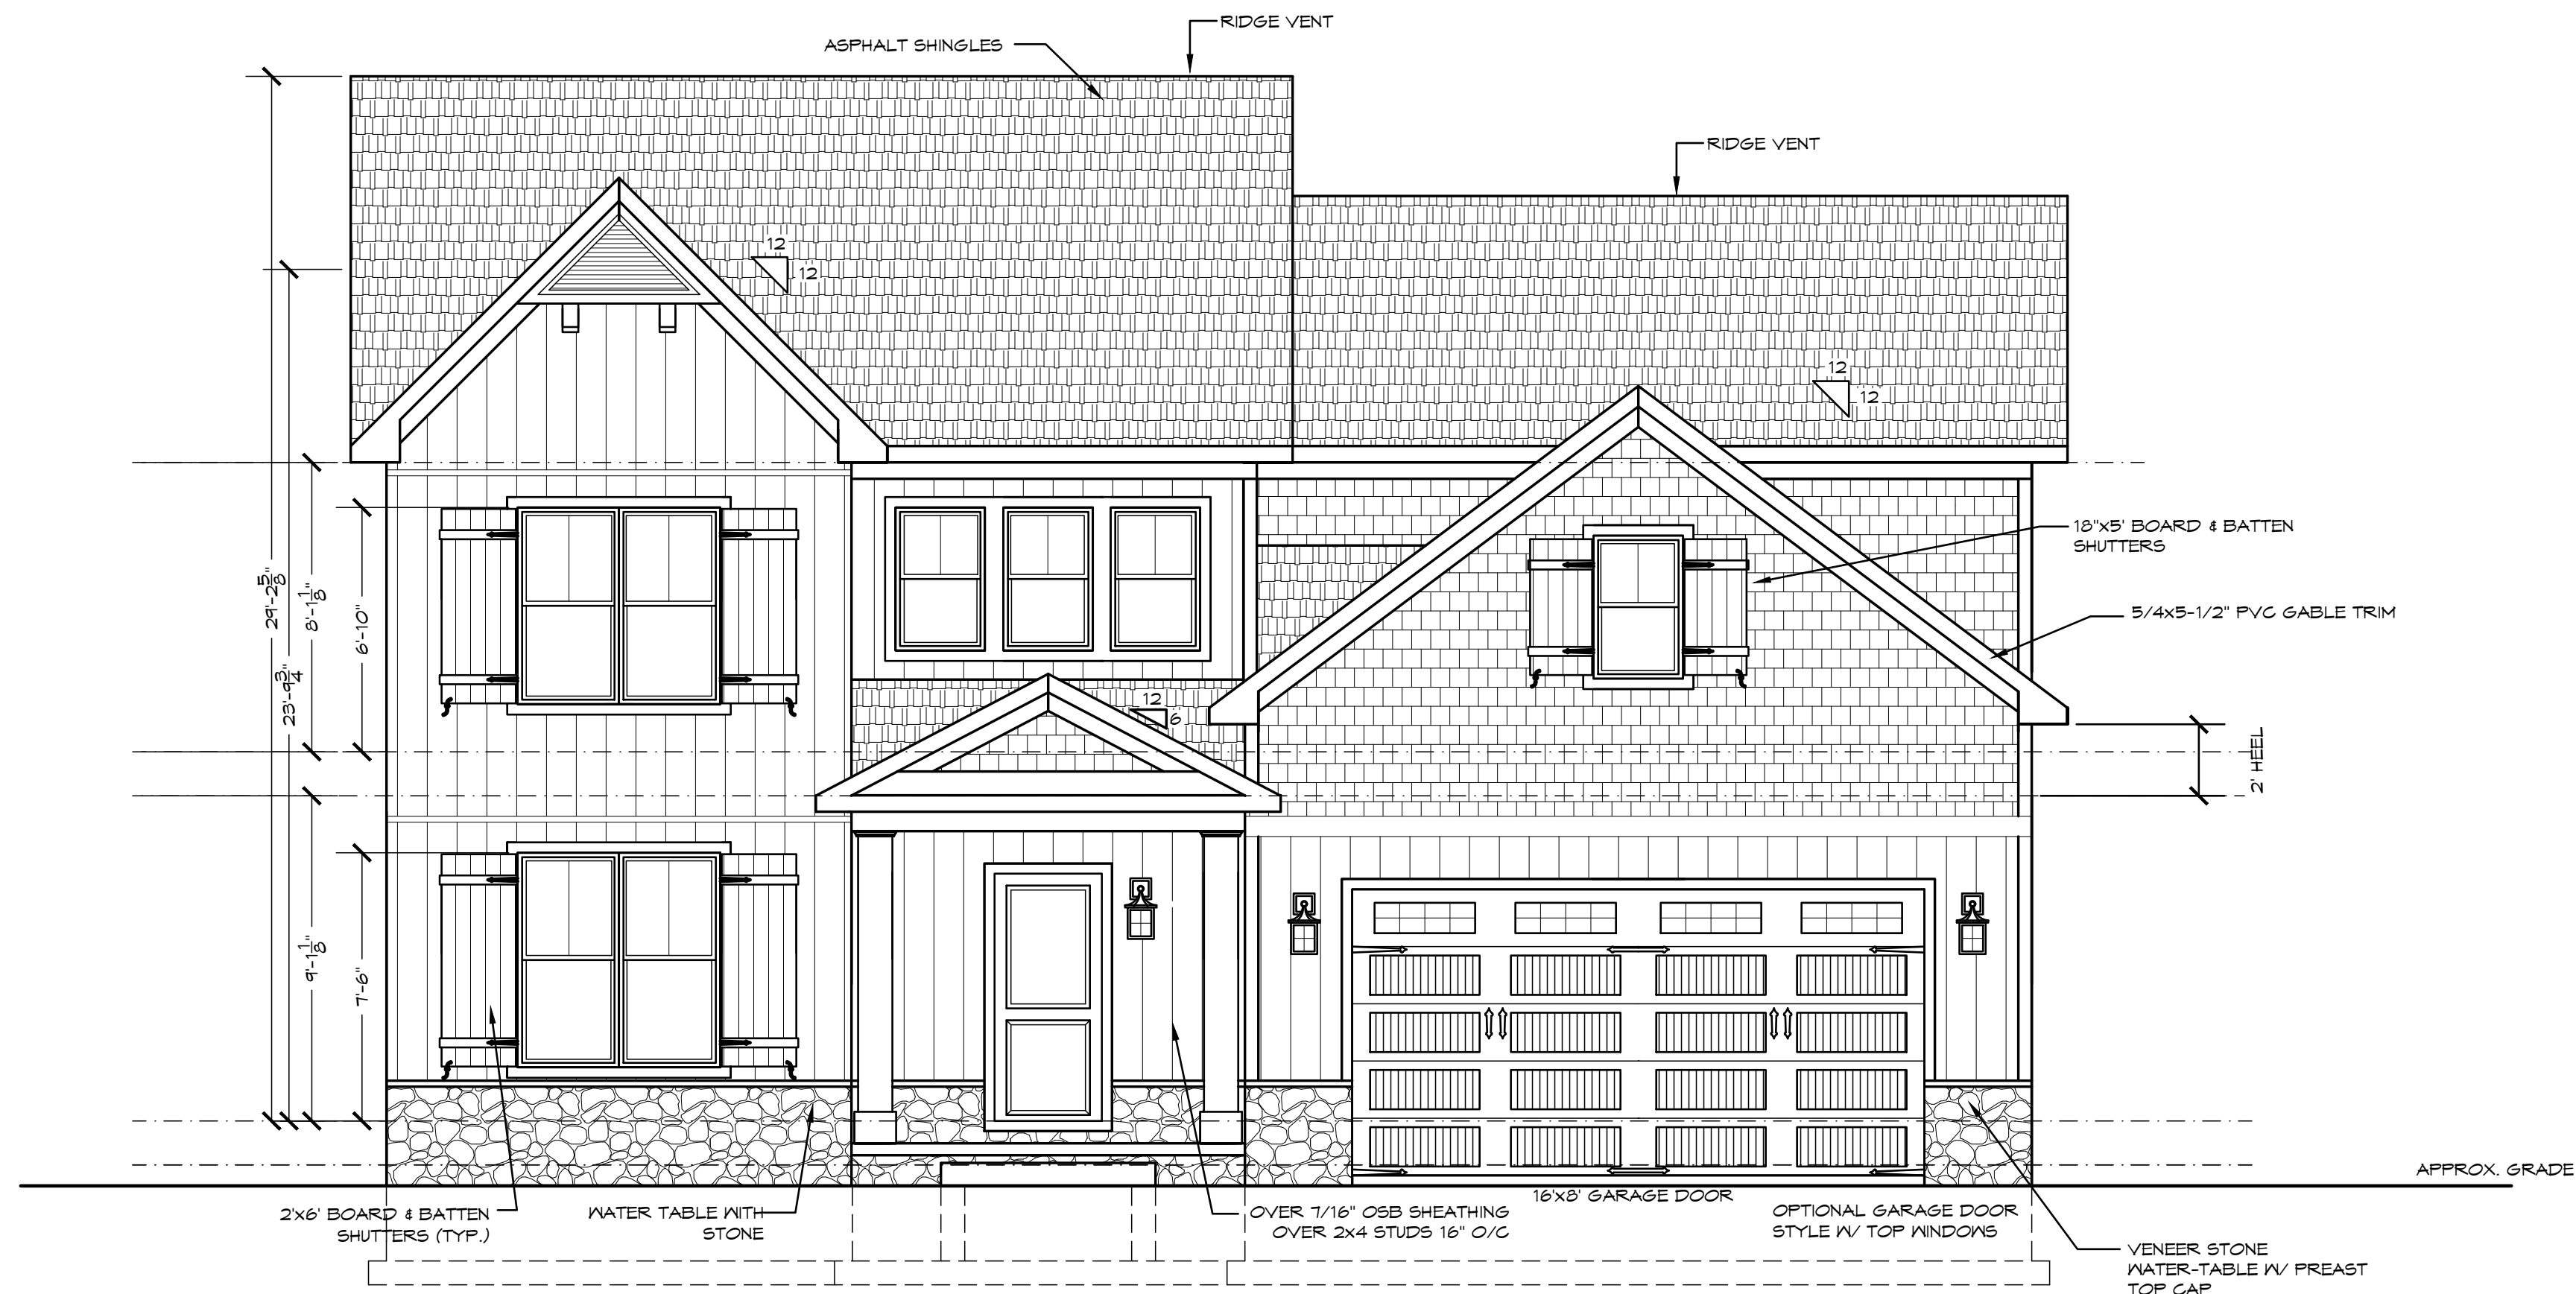 RIDGE VENT
ASPHALT SHINGLES
RIDGE VENT
12
12
12
12
18"x5' BOARD & BATTEN
SHUTTERS
5/4x5-1/2" PVC GABLE TRIM
29'-2 5/8"
23'-9 3/4"
8'-1 1/8"
6'-10"
12
6
2' HEEL
9'-1 1/8"
7'-6"
APPROX. GRADE
16'x8' GARAGE DOOR
2'x6' BOARD & BATTEN
SHUTTERS (TYP.)
WATER TABLE WITH
STONE
OVER 7/16" OSB SHEATHING
OVER 2x4 STUDS 16" O/C
OPTIONAL GARAGE DOOR
STYLE W/ TOP WINDOWS
VENEER STONE
WATER-TABLE W/ PREAST
TOP CAP